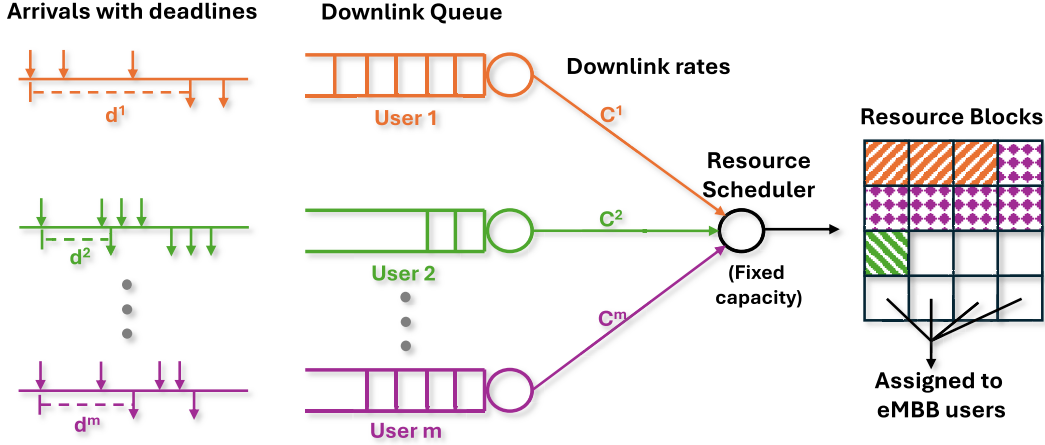 Arrivals with deadlines
Downlink Queue
Downlink rates
d¹
User 1
C¹
Resource Blocks
Resource
Scheduler
d²
User 2
C²
(Fixed
capacity)
dᵐ
User m
Cᵐ
Assigned to
eMBB users